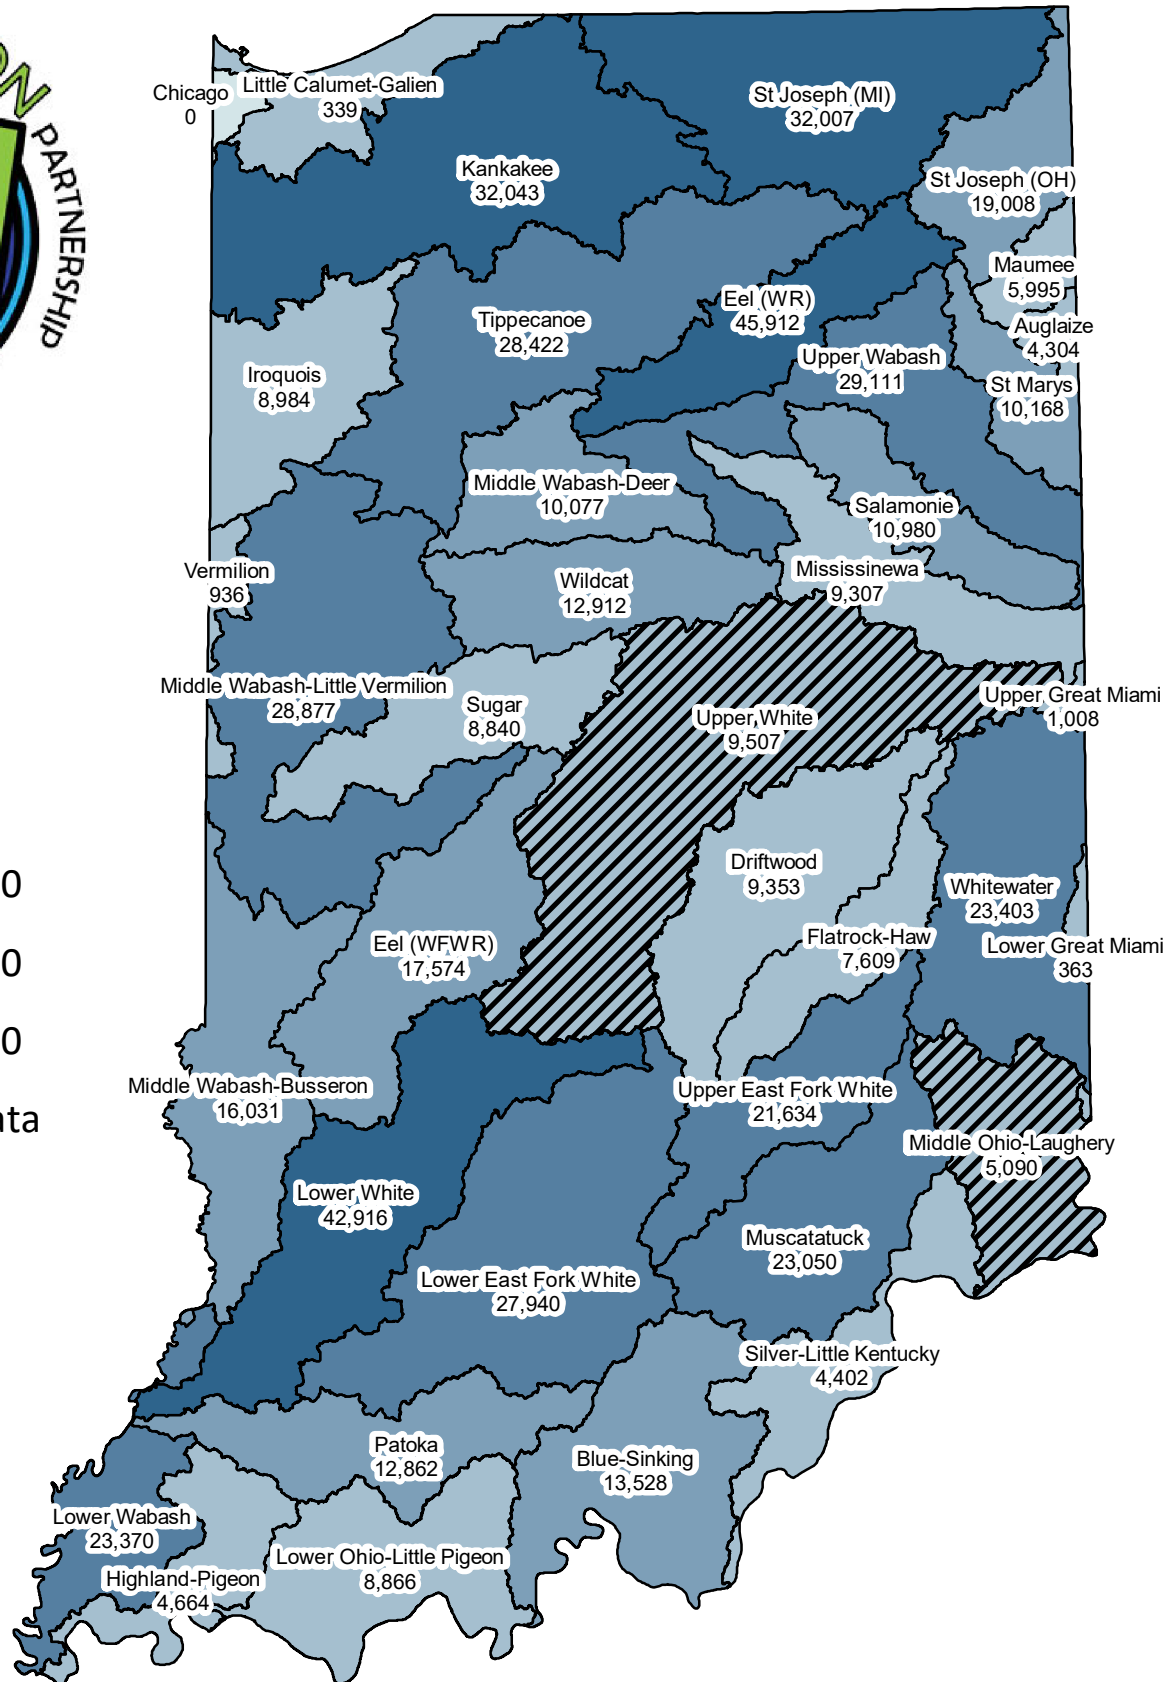 ON PARTNERSHIP
Chicago
0
Little Calumet-Galien
339
St Joseph (MI)
32,007
Kankakee
32,043
St Joseph (OH)
19,008
Maumee
5,995
Eel (WR)
45,912
Tippecanoe
28,422
Auglaize
4,304
Upper Wabash
29,111
Iroquois
8,984
St Marys
10,168
Middle Wabash-Deer
10,077
Salamonie
10,980
Vermilion
936
Wildcat
12,912
Mississinewa
9,307
Middle Wabash-Little Vermilion
28,877
Sugar
8,840
Upper White
9,507
Upper Great Miami
1,008
Driftwood
9,353
Whitewater
23,403
0
Flatrock-Haw
7,609
Lower Great Miami
363
Eel (WFWR)
17,574
0
0
Middle Wabash-Busseron
16,031
Upper East Fork White
21,634
ata
Middle Ohio-Laughery
5,090
Lower White
42,916
Muscatatuck
23,050
Lower East Fork White
27,940
Silver-Little Kentucky
4,402
Patoka
12,862
Blue-Sinking
13,528
Lower Wabash
23,370
Lower Ohio-Little Pigeon
8,866
Highland-Pigeon
4,664